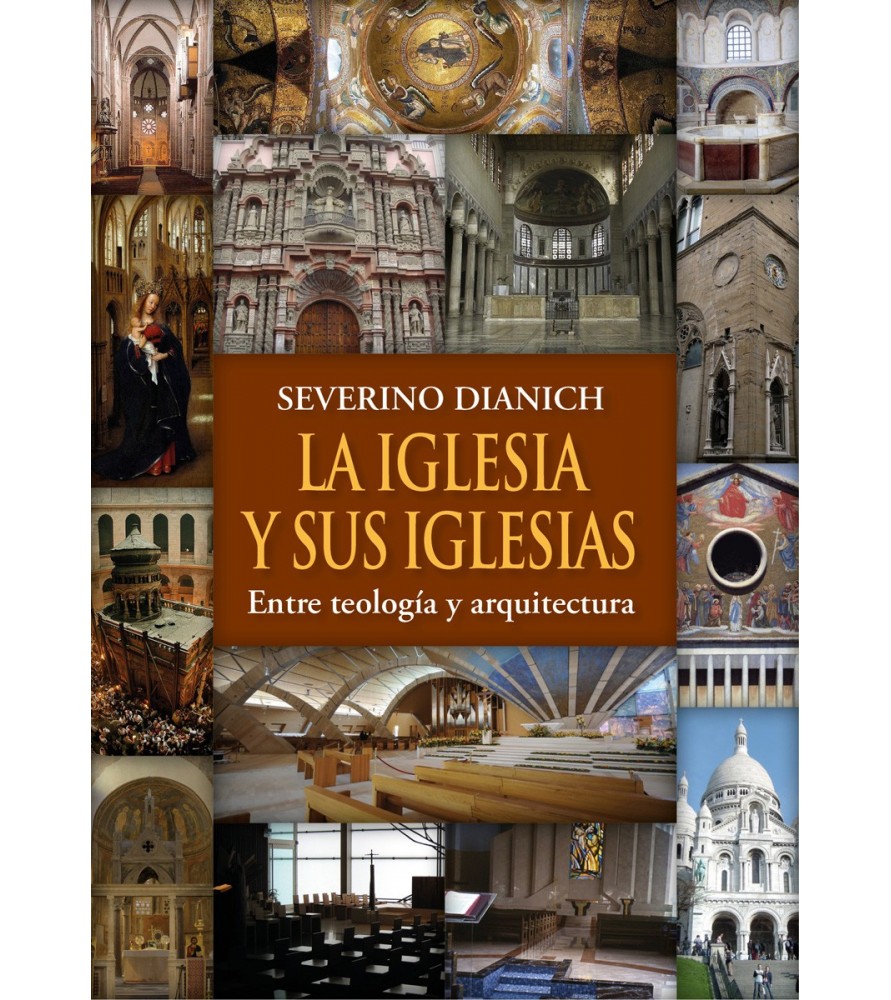 SEVERINO DIANICH
LA IGLESIA
Y SUS IGLESIAS
Entre teología y arquitectura